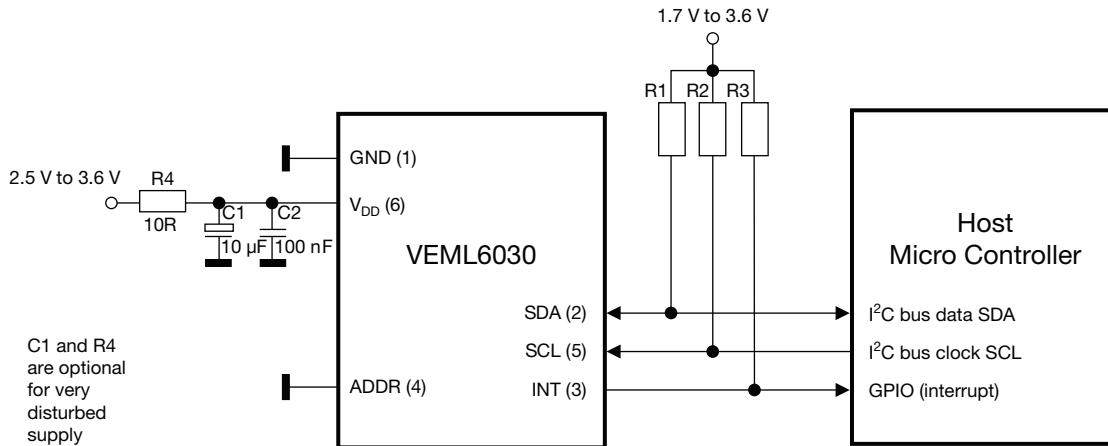 1.7 V to 3.6 V
R1 R2 R3
GND (1)
2.5 V to 3.6 V
R4
10R
C1
10 µF
C2
100 nF
V_DD (6)
VEML6030
Host
Micro Controller
SDA (2)
I²C bus data SDA
SCL (5)
I²C bus clock SCL
ADDR (4)
INT (3)
GPIO (interrupt)
C1 and R4
are optional
for very
disturbed
supply